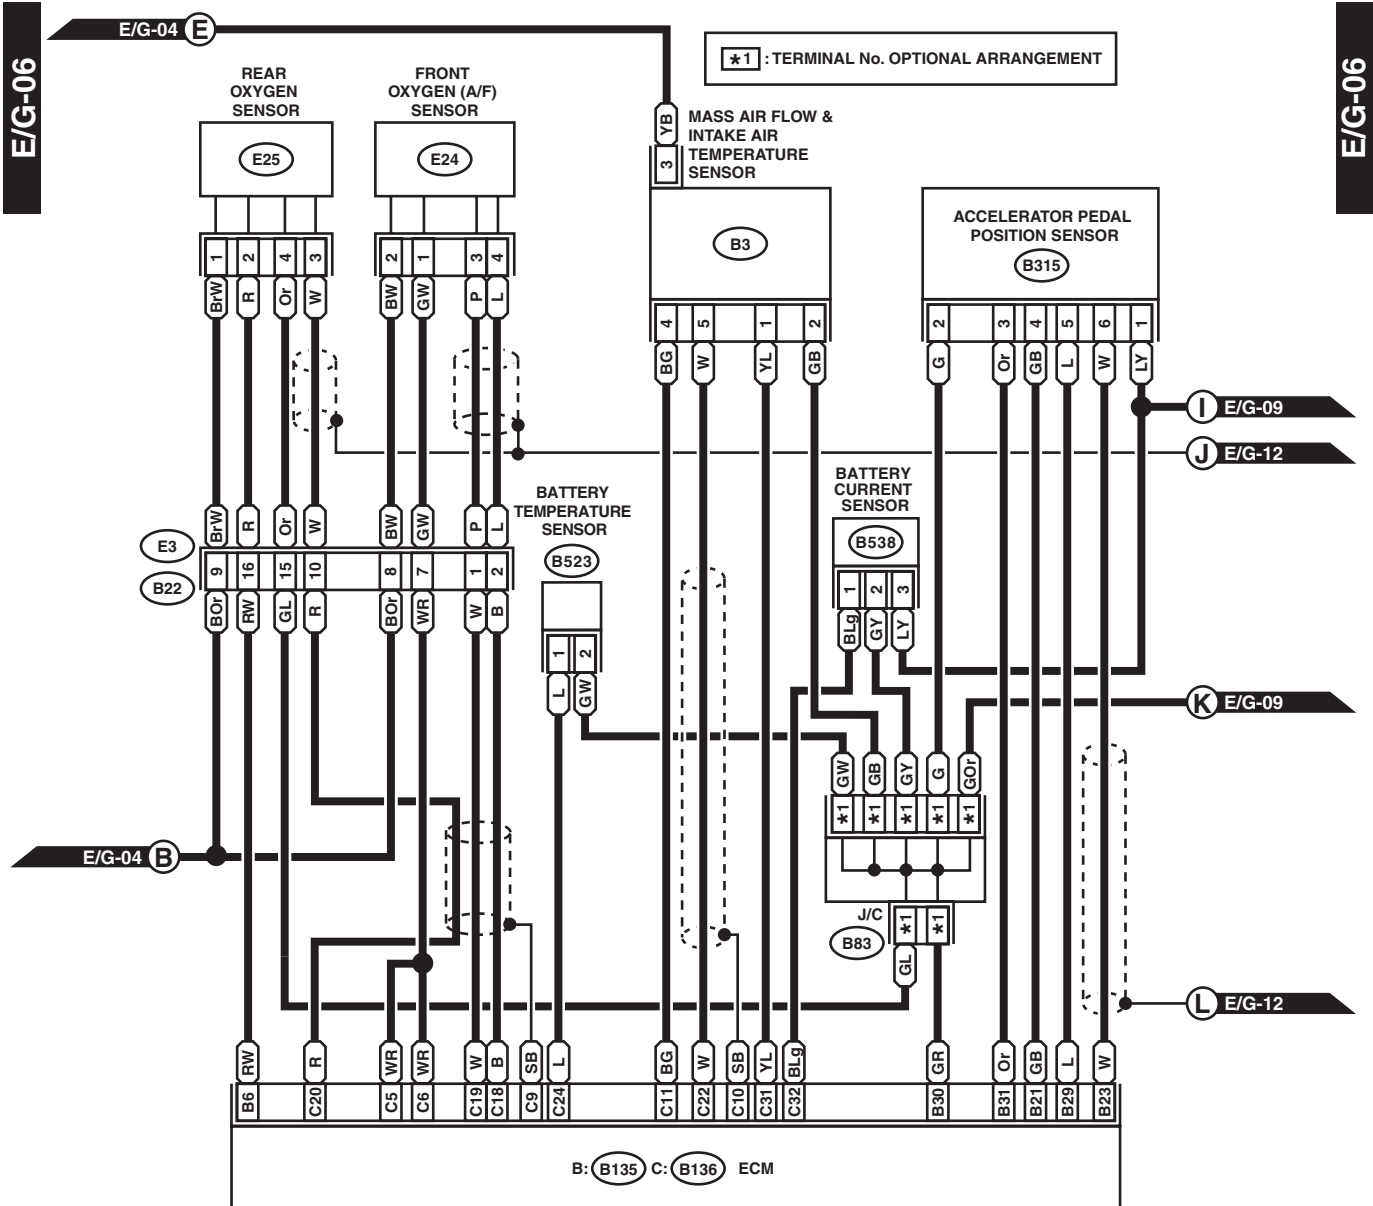 E/G-06
E/G-04 E
*1 : TERMINAL No. OPTIONAL ARRANGEMENT
E/G-06
REAR
OXYGEN
SENSOR
FRONT
OXYGEN (A/F)
SENSOR
YB
3
MASS AIR FLOW &
INTAKE AIR
TEMPERATURE
SENSOR
E25
E24
B3
ACCELERATOR PEDAL
POSITION SENSOR
B315
1 2 4 3
2 1 3 4
BrW R Or W
BW GW P L
4 5 1 2
BG W YL GB
2 3 4 5 6 1
G Or GB L W LY
I E/G-09
J E/G-12
BATTERY
CURRENT
SENSOR
B538
1 2 3
BLg GY LY
BATTERY
TEMPERATURE
SENSOR
B523
1 2
L GW
BrW R Or W BW GW P L
E3
B22
9 16 15 10 8 7 1 2
BOr RW GL R BOr WR W B
K E/G-09
GW GB GY G GOr
*1 *1 *1 *1 *1
E/G-04 B
J/C
B83
*1 *1
GL
L E/G-12
RW R WR WR W B SB L BG W SB YL BLg GR Or GB L W
B6 C20 C5 C6 C19 C18 C9 C24 C11 C22 C10 C31 C32 B30 B31 B21 B29 B23
B: B135 C: B136 ECM